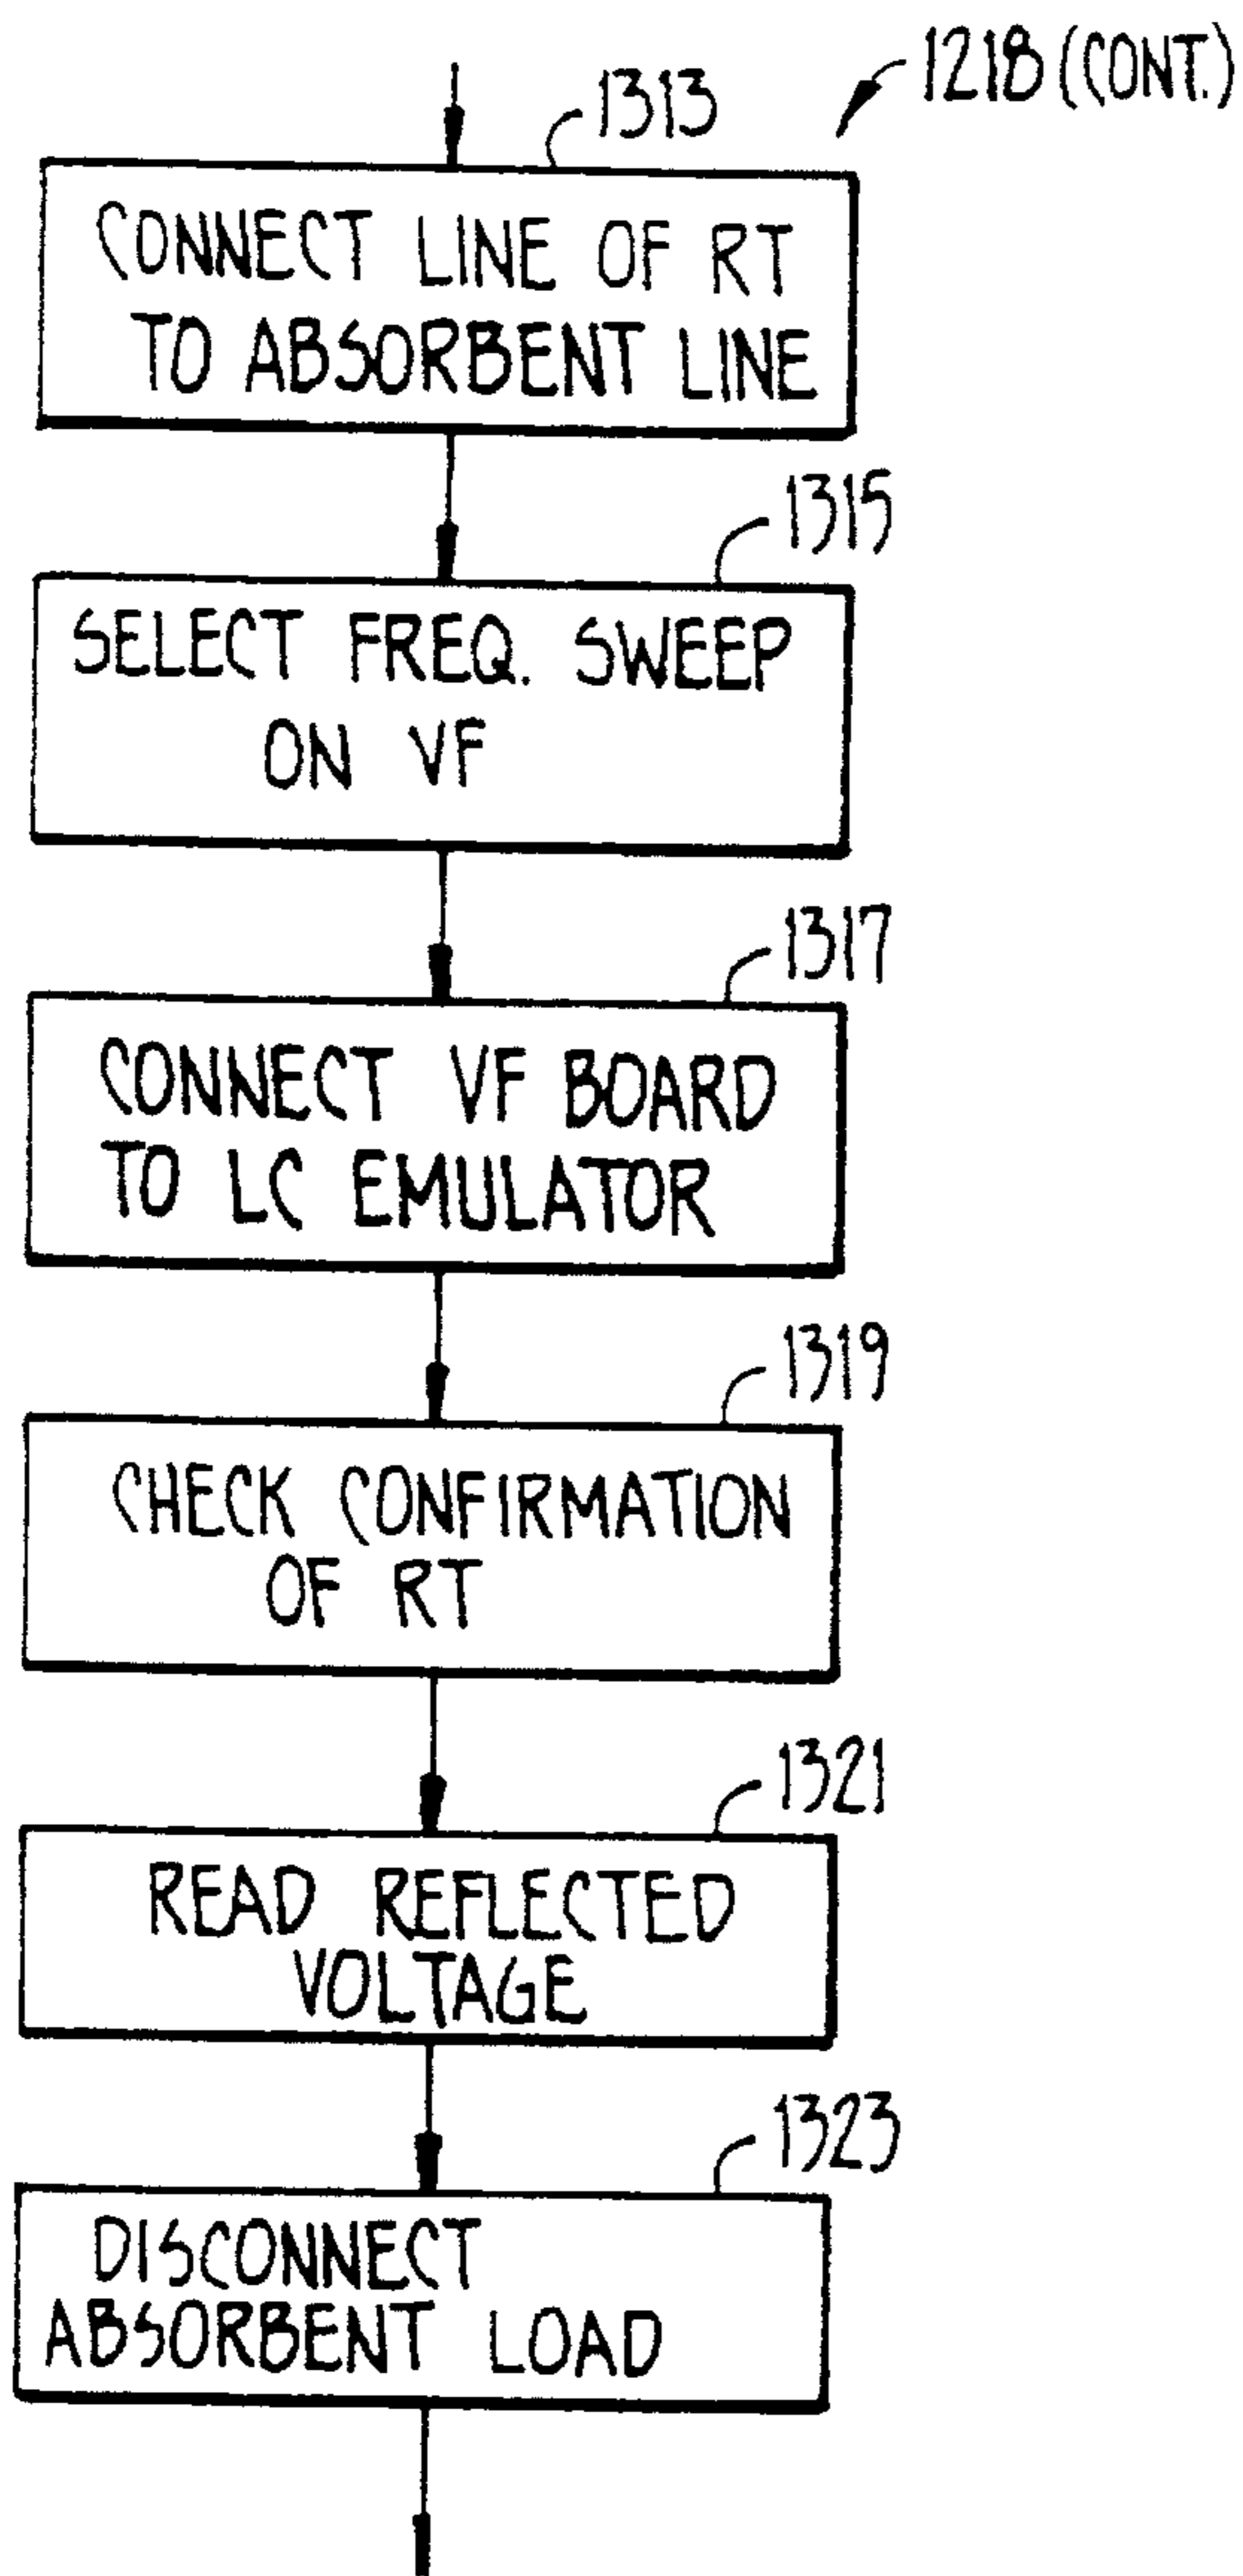 1218 (CONT.)
1313
CONNECT LINE OF RT
TO ABSORBENT LINE
1315
SELECT FREQ. SWEEP
ON VF
1317
CONNECT VF BOARD
TO LC EMULATOR
1319
CHECK CONFIRMATION
OF RT
1321
READ REFLECTED
VOLTAGE
1323
DISCONNECT
ABSORBENT LOAD